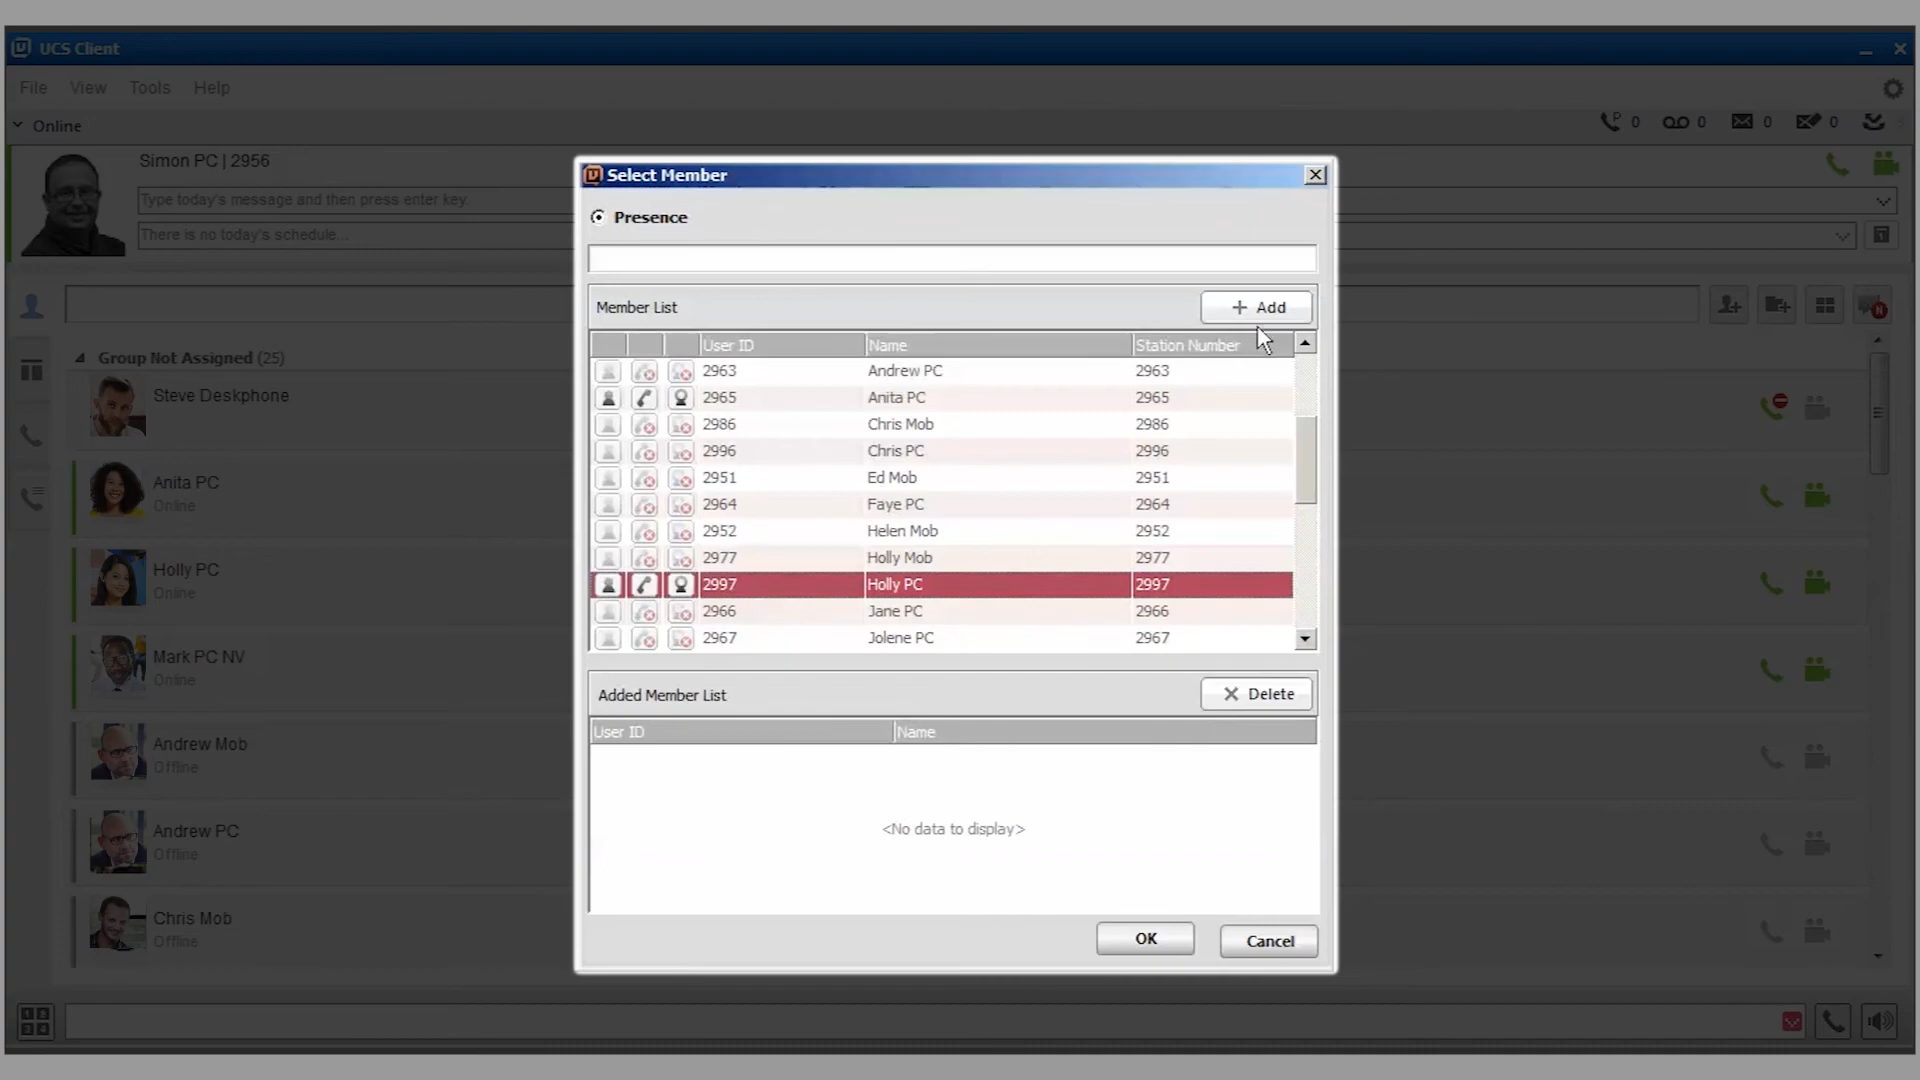 UCS Client
File View Tools Help
Online
P 0 0 0 0
Simon PC | 2956
Type today's message and then press enter key.
There is no today's schedule...
1
N
Group Not Assigned (25)
Steve Deskphone
Anita PC
Online
Holly PC
Online
Mark PC NV
Online
Andrew Mob
Offline
Andrew PC
Offline
Chris Mob
Offline
Select Member
Presence
Member List
+ Add
User ID Name Station Number
2963 Andrew PC 2963
2965 Anita PC 2965
2986 Chris Mob 2986
2996 Chris PC 2996
2951 Ed Mob 2951
2964 Faye PC 2964
2952 Helen Mob 2952
2977 Holly Mob 2977
2997 Holly PC 2997
2966 Jane PC 2966
2967 Jolene PC 2967
Added Member List
Delete
User ID Name
<No data to display>
OK Cancel